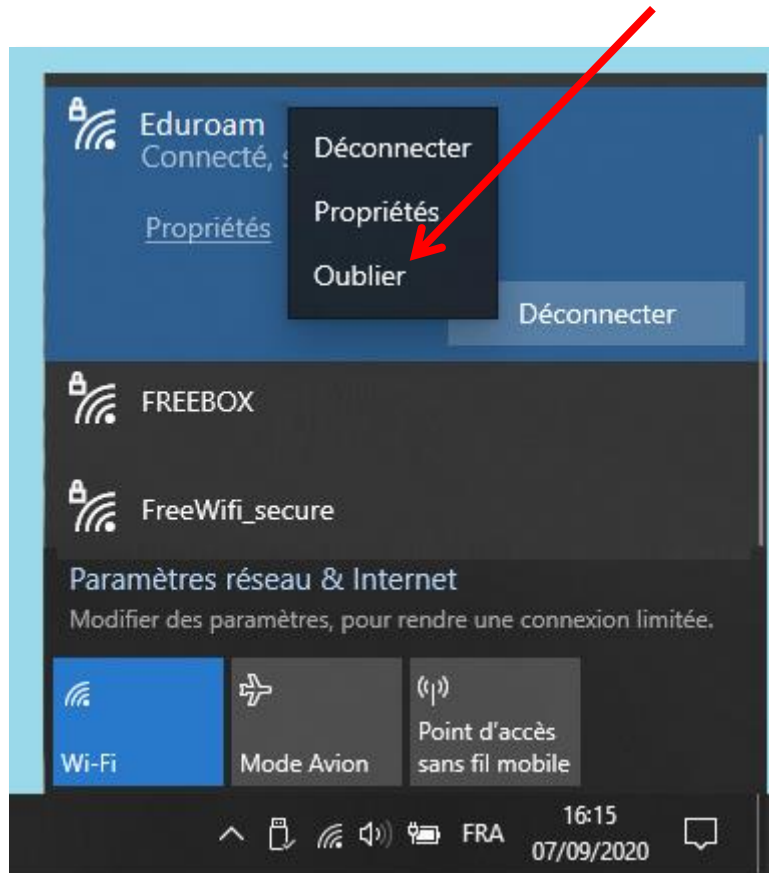 Eduroam
Connecté,
Déconnecter
Propriétés
Propriétés
Oublier
Déconnecter
FREEBOX
FreeWifi_secure
Paramètres réseau & Internet
Modifier des paramètres, pour rendre une connexion limitée.
Wi-Fi
Mode Avion
Point d'accès
sans fil mobile
FRA
16:15
07/09/2020